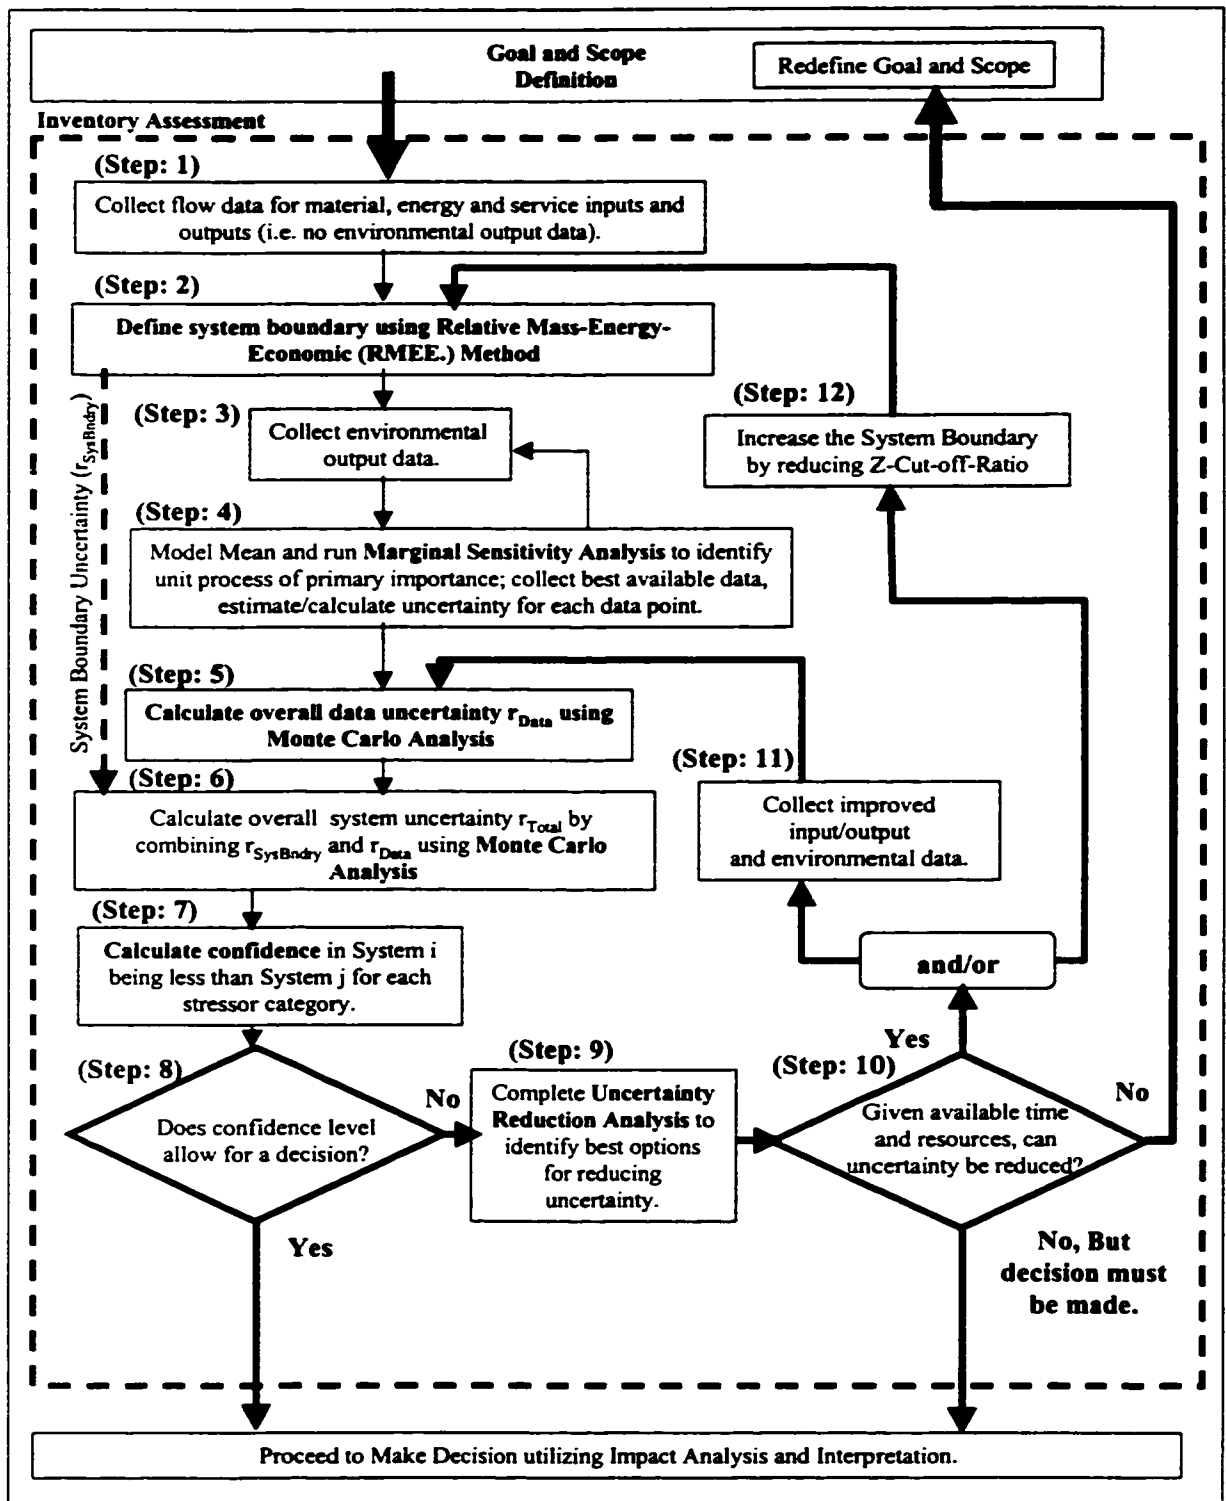 Goal and Scope
Definition
Redefine Goal and Scope
Inventory Assessment
(Step: 1)
Collect flow data for material, energy and service inputs and
outputs (i.e. no environmental output data).
(Step: 2)
Define system boundary using Relative Mass-Energy-
Economic (RMEE.) Method
System Boundary Uncertainty (r_SysBndry)
(Step: 3)
Collect environmental
output data.
(Step: 12)
Increase the System Boundary
by reducing Z-Cut-off-Ratio
(Step: 4)
Model Mean and run Marginal Sensitivity Analysis to identify
unit process of primary importance; collect best available data,
estimate/calculate uncertainty for each data point.
(Step: 5)
Calculate overall data uncertainty r_Data using
Monte Carlo Analysis
(Step: 11)
Collect improved
input/output
and environmental data.
(Step: 6)
Calculate overall system uncertainty r_Total by
combining r_SysBndry and r_Data using Monte Carlo
Analysis
(Step: 7)
Calculate confidence in System i
being less than System j for each
stressor category.
and/or
Yes
(Step: 8)
Does confidence level
allow for a decision?
No
Yes
(Step: 9)
Complete Uncertainty
Reduction Analysis to
identify best options
for reducing
uncertainty.
(Step: 10)
Given available time
and resources, can
uncertainty be reduced?
No
No, But
decision must
be made.
Proceed to Make Decision utilizing Impact Analysis and Interpretation.